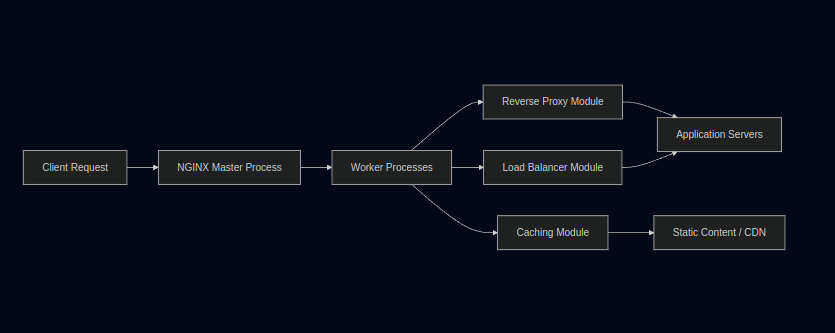 Client Request
NGINX Master Process
Worker Processes
Reverse Proxy Module
Load Balancer Module
Caching Module
Application Servers
Static Content / CDN